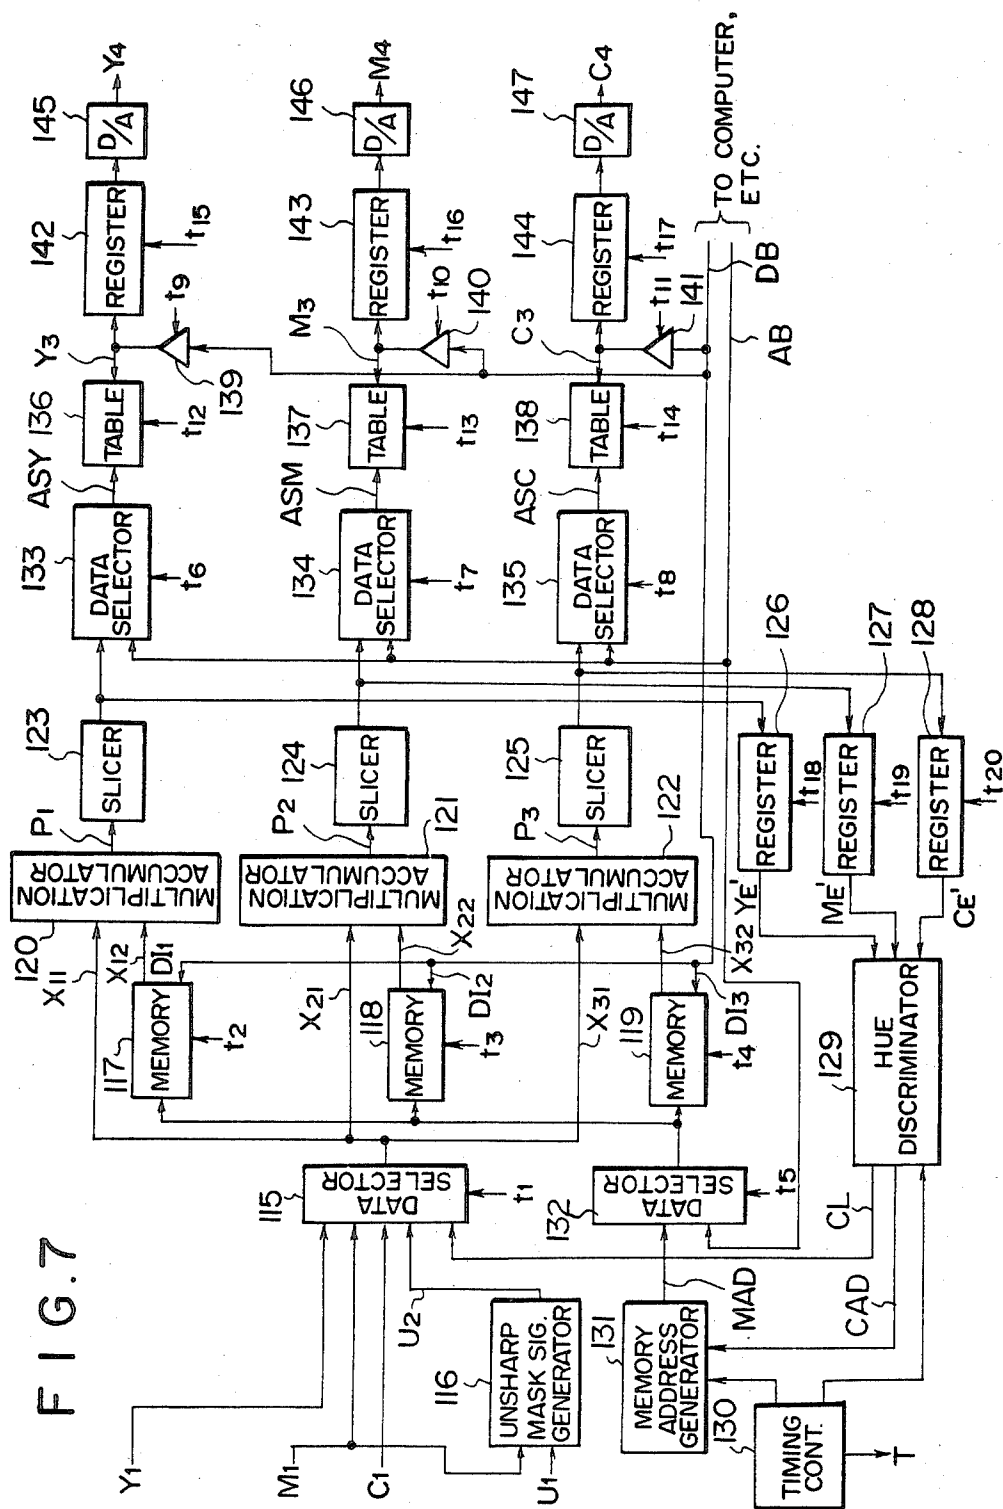 FIG.7
Y1
M1
C1
U1
U2
115
DATA
SELECTOR
t1
116
UNSHARP
MASK SIG.
GENERATOR
131
MEMORY
ADDRESS
GENERATOR
MAD
130
TIMING
CONT.
T
CAD
CL
132
DATA
SELECTOR
t5
129
HUE
DISCRIMINATOR
117
MEMORY
t2
118
MEMORY
t3
119
MEMORY
t4
X11
X12
DI1
X21
X22
DI2
X31
X32
DI3
120
MULTIPLICATION
ACCUMULATOR
P1
121
MULTIPLICATION
ACCUMULATOR
P2
122
MULTIPLICATION
ACCUMULATOR
P3
123
SLICER
124
SLICER
125
SLICER
YE'
126
REGISTER
t18
ME'
127
REGISTER
t19
CE'
128
REGISTER
t20
133
DATA
SELECTOR
t6
ASY
134
DATA
SELECTOR
t7
ASM
135
DATA
SELECTOR
t8
ASC
136
TABLE
t12
137
TABLE
t13
138
TABLE
t14
Y3
139
t9
M3
140
t10
C3
141
t11
142
REGISTER
t15
143
REGISTER
t16
144
REGISTER
t17
145
D/A
Y4
146
D/A
M4
147
D/A
C4
AB
DB
TO COMPUTER,
ETC.